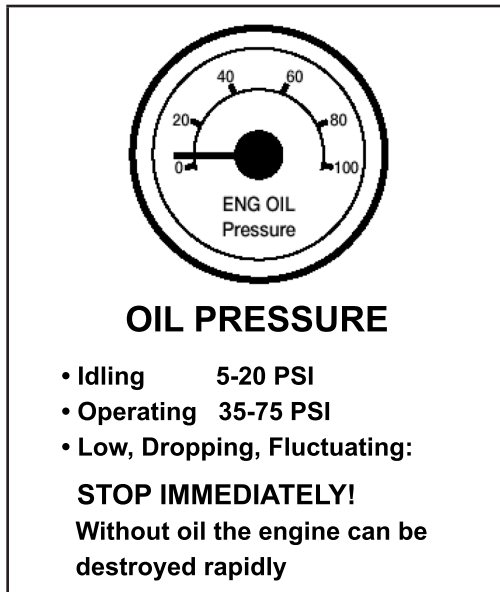 40 60
20 80
0 100
ENG OIL
Pressure
OIL PRESSURE
• Idling 5-20 PSI
• Operating 35-75 PSI
• Low, Dropping, Fluctuating:
STOP IMMEDIATELY!
Without oil the engine can be
destroyed rapidly